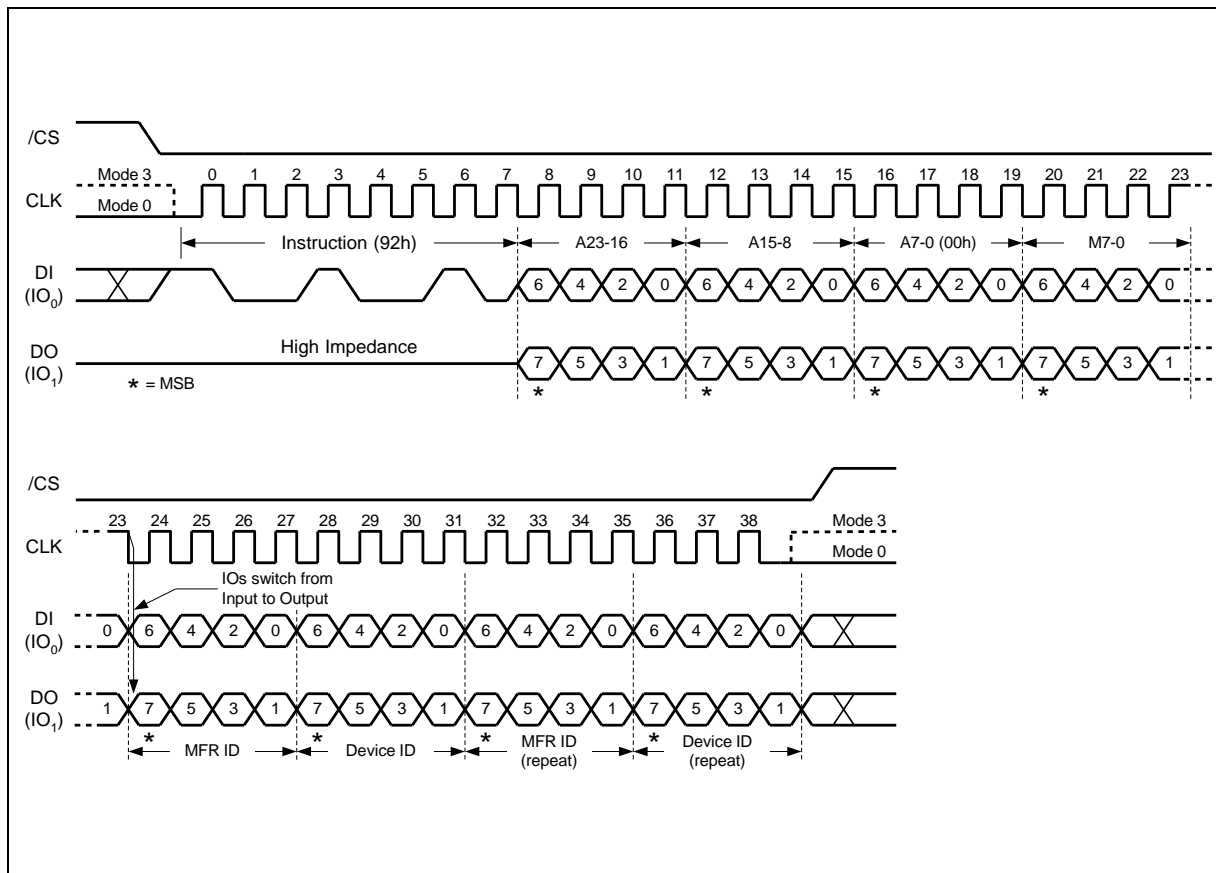 /CS
Mode 3 0 1 2 3 4 5 6 7 8 9 10 11 12 13 14 15 16 17 18 19 20 21 22 23
CLK
Mode 0
Instruction (92h) A23-16 A15-8 A7-0 (00h) M7-0
DI
(IO0)
6 4 2 0 6 4 2 0 6 4 2 0 6 4 2 0
High Impedance
DO
(IO1)
7 5 3 1 7 5 3 1 7 5 3 1 7 5 3 1
* = MSB * * * *
/CS
23 24 25 26 27 28 29 30 31 32 33 34 35 36 37 38 Mode 3
CLK
Mode 0
IOs switch from
Input to Output
DI
(IO0)
0 6 4 2 0 6 4 2 0 6 4 2 0 6 4 2 0
DO
(IO1)
1 7 5 3 1 7 5 3 1 7 5 3 1 7 5 3 1
* * * *
MFR ID Device ID MFR ID
(repeat)
Device ID
(repeat)